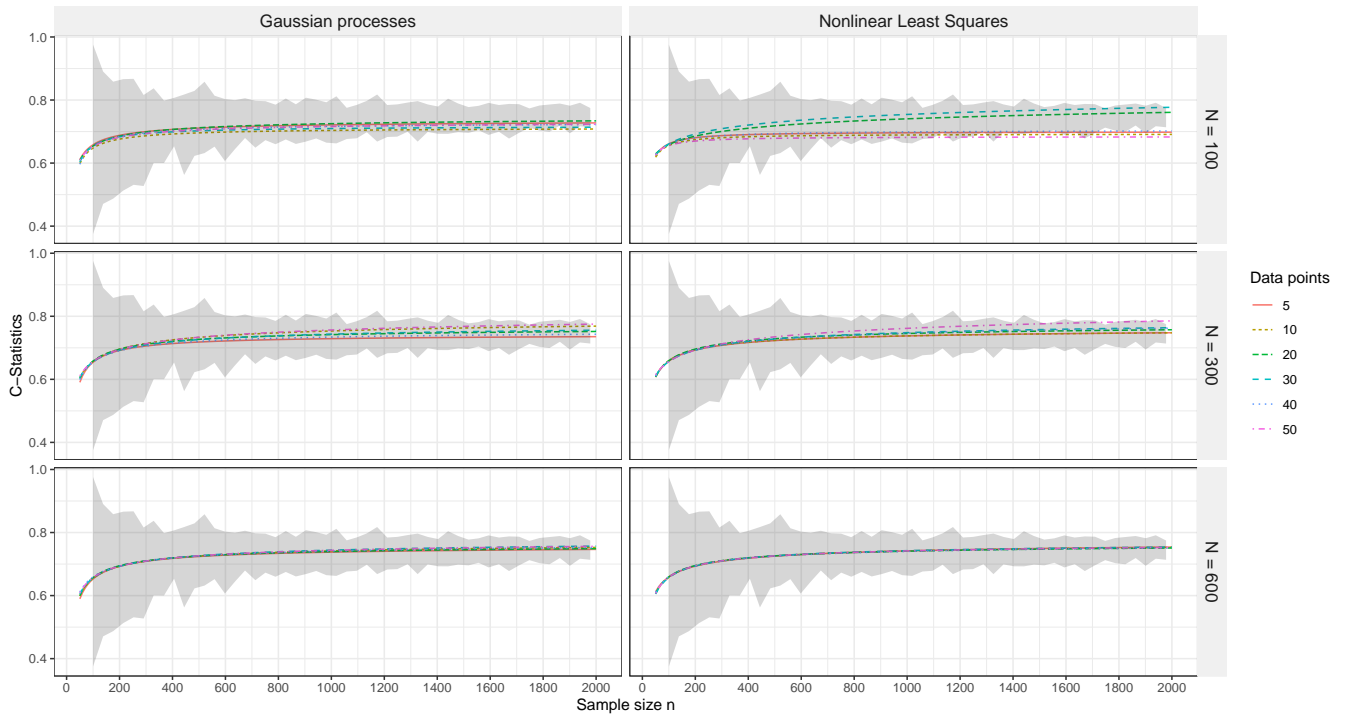 Gaussian processes
Nonlinear Least Squares
1.0
0.8
0.6
0.4
N = 100
1.0
0.8
0.6
0.4
N = 300
1.0
0.8
0.6
0.4
N = 600
C−Statistics
0 200 400 600 800 1000 1200 1400 1600 1800 2000
0 200 400 600 800 1000 1200 1400 1600 1800 2000
Sample size n
Data points
5
10
20
30
40
50